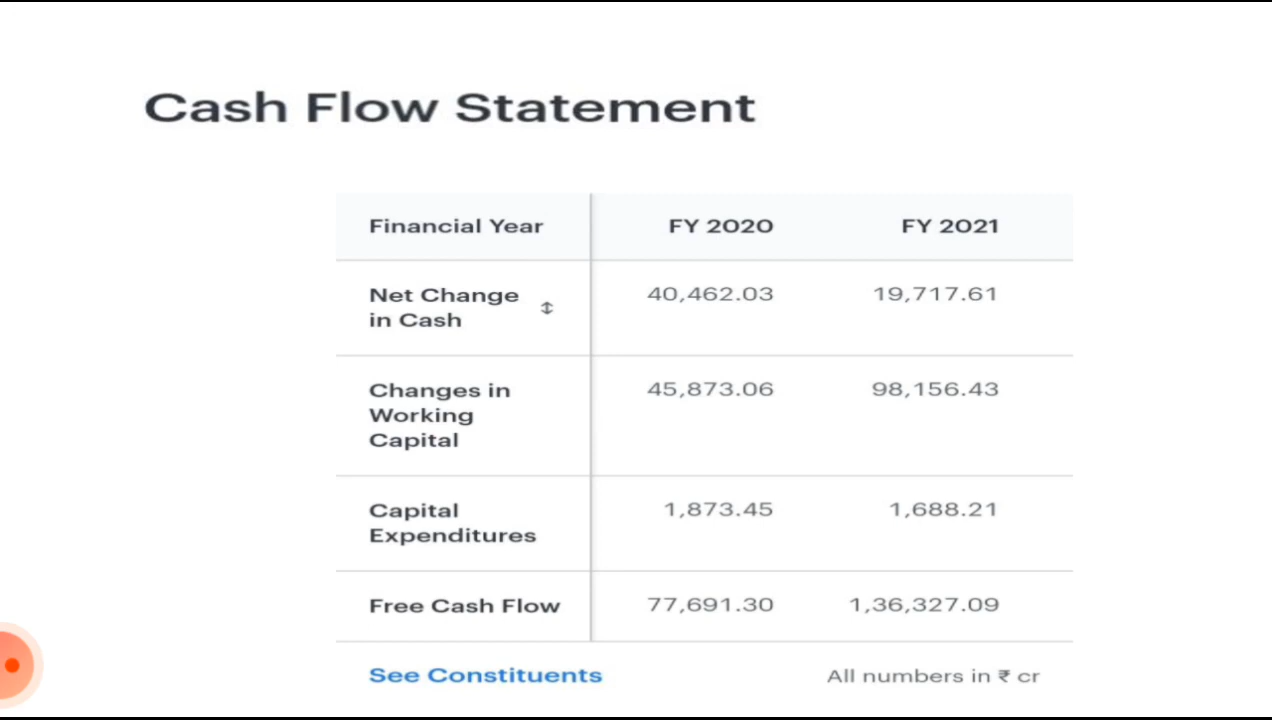 Cash Flow Statement
Financial Year FY 2020 FY 2021
Net Change 40,462.03 19,717.61
in Cash
Changes in 45,873.06 98,156.43
Working
Capital
Capital 1,873.45 1,688.21
Expenditures
Free Cash Flow 77,691.30 1,36,327.09
See Constituents All numbers in ₹ cr